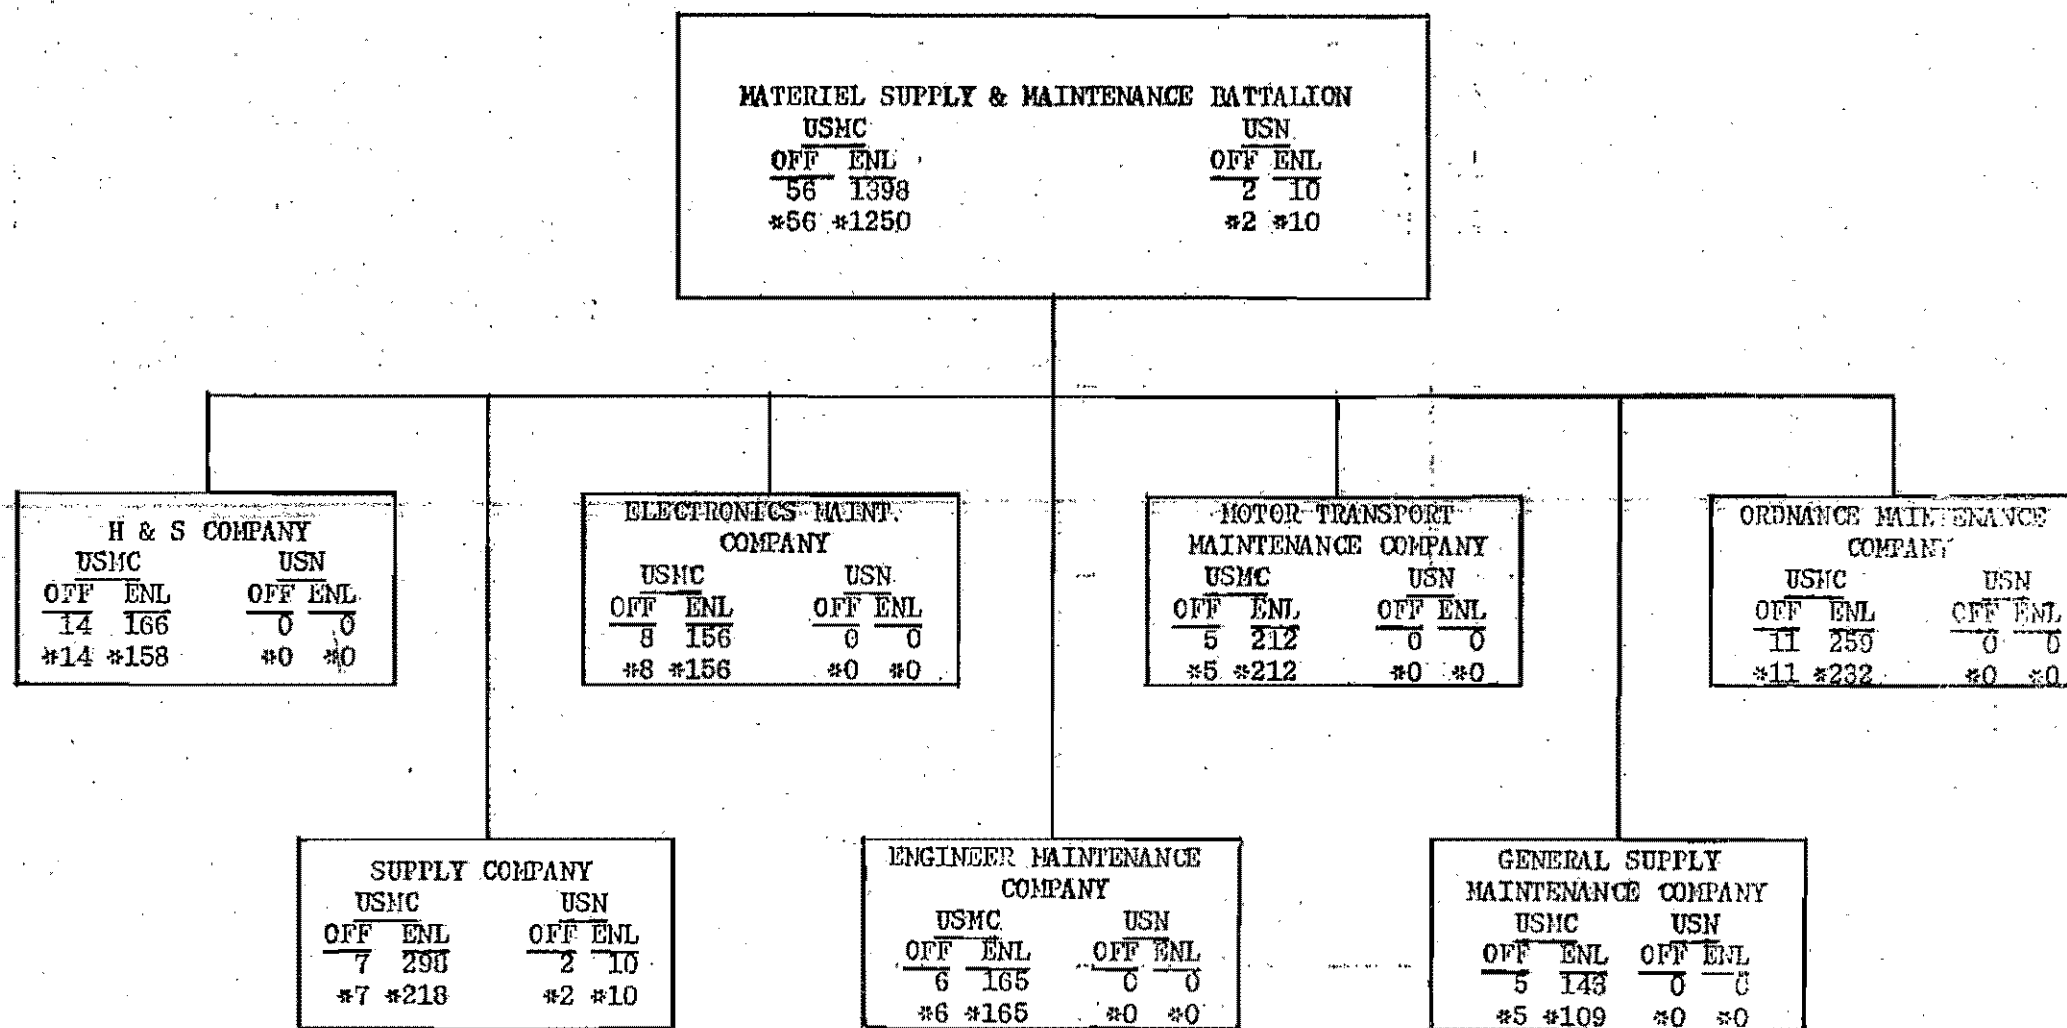 MATERIEL SUPPLY & MAINTENANCE BATTALION
USMC USN
OFF ENL OFF ENL
56 1398 2 10
*56 *1250 *2 *10
H & S COMPANY
USMC USN
OFF ENL OFF ENL
14 166 0 0
*14 *158 *0 *0
ELECTRONICS MAINT.
COMPANY
USMC USN
OFF ENL OFF ENL
8 156 0 0
*8 *156 *0 *0
MOTOR TRANSPORT
MAINTENANCE COMPANY
USMC USN
OFF ENL OFF ENL
5 212 0 0
*5 *212 *0 *0
ORDNANCE MAINTENANCE
COMPANY
USMC USN
OFF ENL OFF ENL
11 259 0 0
*11 *232 *0 *0
SUPPLY COMPANY
USMC USN
OFF ENL OFF ENL
7 2 10
*7 *218 *2 *10
ENGINEER MAINTENANCE
COMPANY
USMC USN
OFF ENL OFF ENL
6 165 0 0
*6 *165 *0 *0
GENERAL SUPPLY
MAINTENANCE COMPANY
USMC USN
OFF ENL OFF ENL
5 0 0
*5 *109 *0 *0